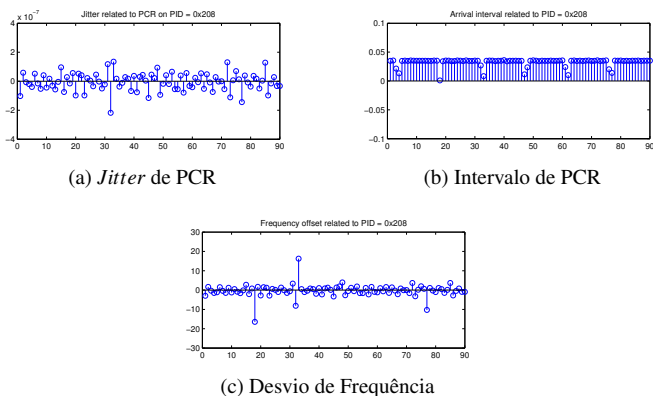 Jitter related to PCR on PID = 0x208
x 10⁻⁷
4
2
0
−2
−4
0 10 20 30 40 50 60 70 80 90
(a) Jitter de PCR
Arrival interval related to PID = 0x208
0.1
0.05
0
−0.05
−0.1
0 10 20 30 40 50 60 70 80 90
(b) Intervalo de PCR
Frequency offset related to PID = 0x208
30
20
10
0
−10
−20
−30
0 10 20 30 40 50 60 70 80 90
(c) Desvio de Frequência